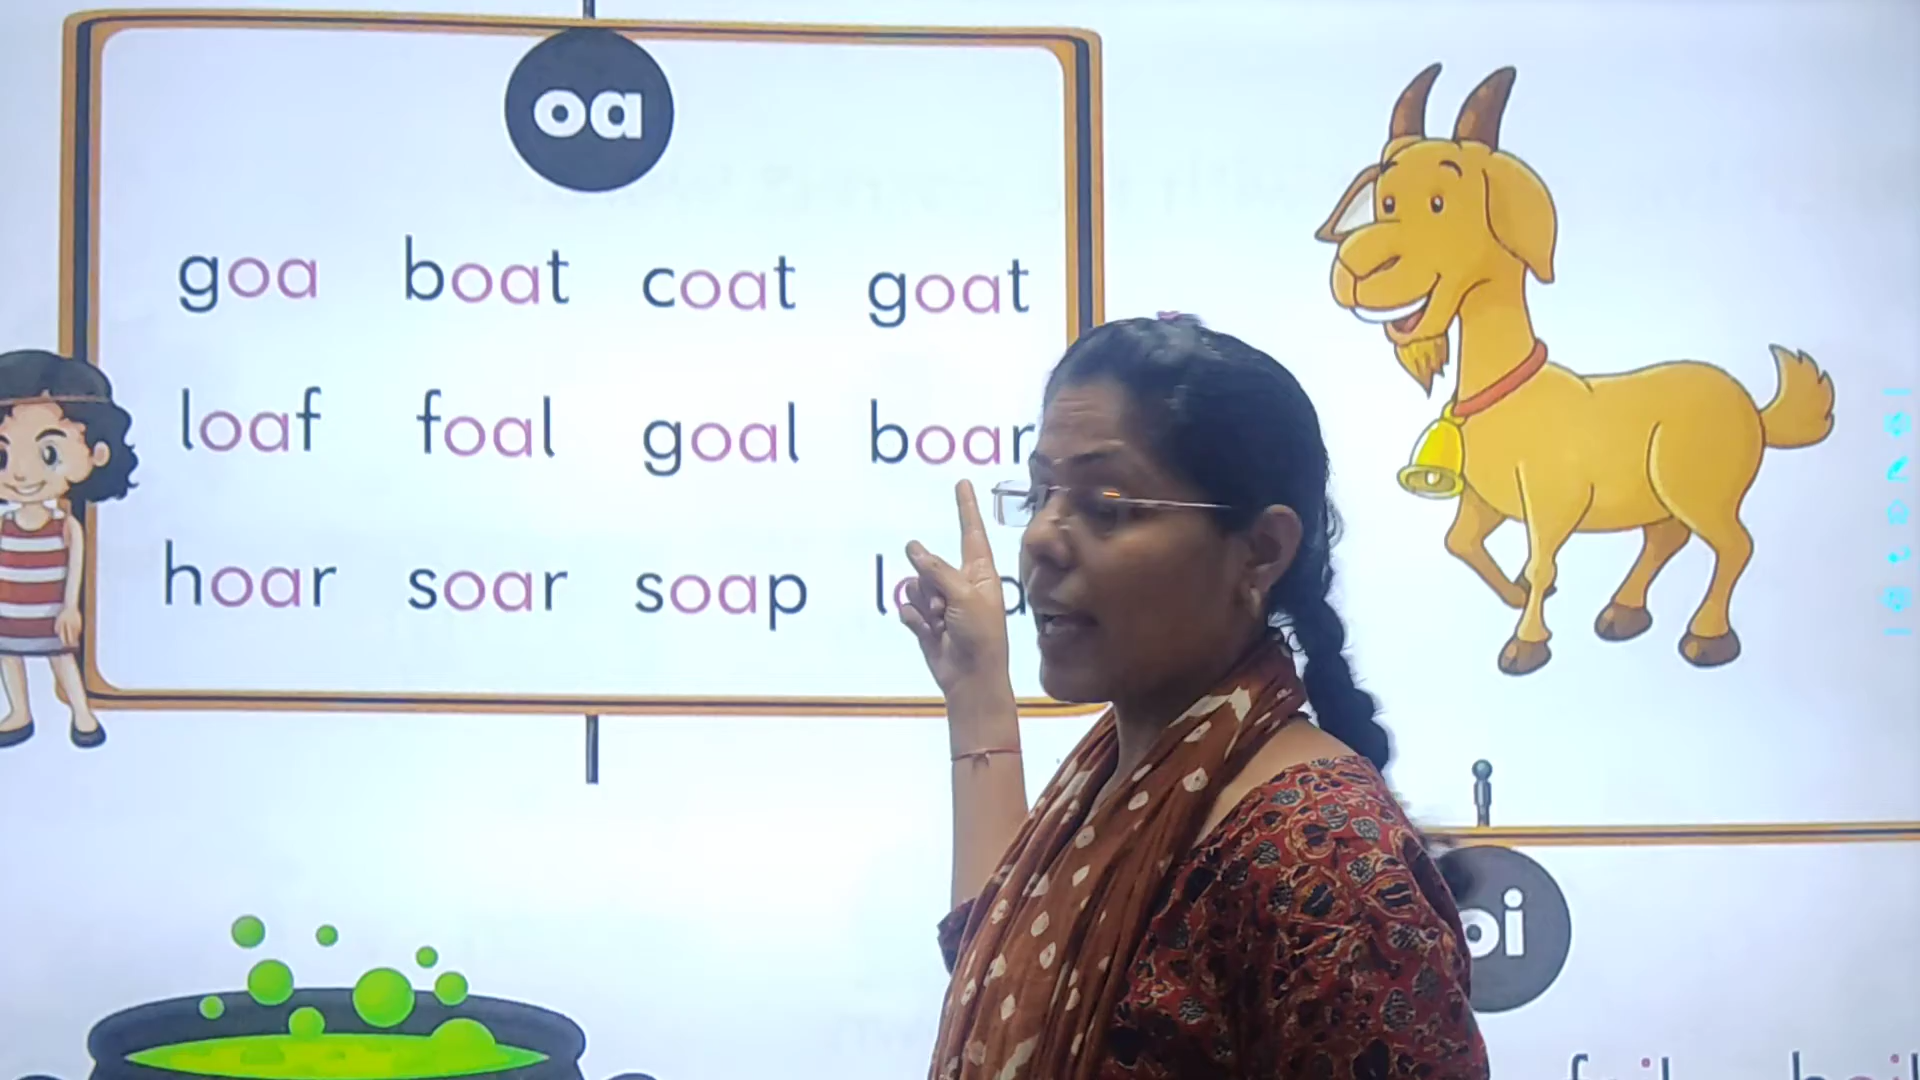 oa
goa boat coat goat
loaf foal goal boar
hoar soar soap
oi